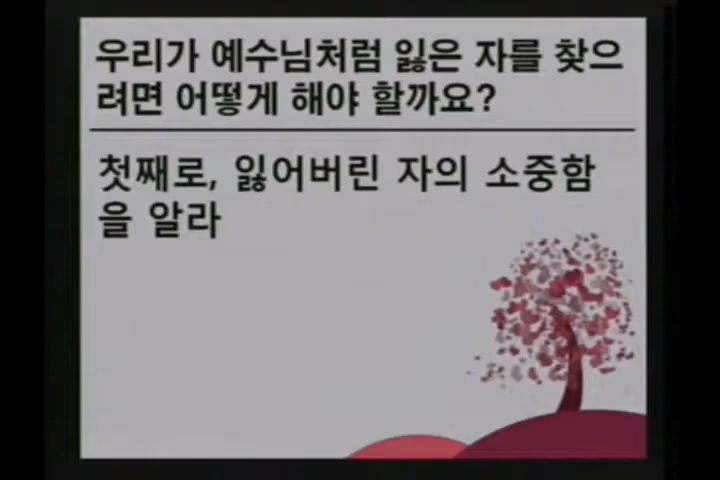 우리가 예수님처럼 잃은 자를 찾으
려면 어떻게 해야 할까요?
첫째로, 잃어버린 자의 소중함
을 알라